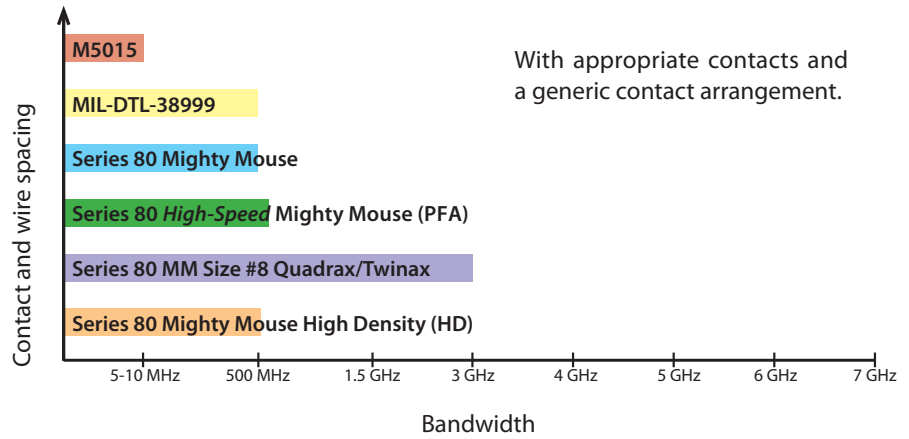 M5015
With appropriate contacts and
a generic contact arrangement.
MIL-DTL-38999
Series 80 Mighty Mouse
Series 80 High-Speed Mighty Mouse (PFA)
Series 80 MM Size #8 Quadrax/Twinax
Series 80 Mighty Mouse High Density (HD)
Contact and wire spacing
5-10 MHz 500 MHz 1.5 GHz 3 GHz 4 GHz 5 GHz 6 GHz 7 GHz
Bandwidth